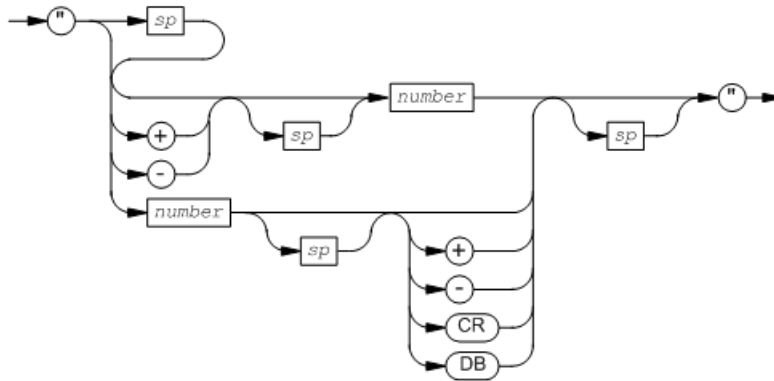 " sp
number "
+ sp sp
-
number
sp +
-
CR
DB